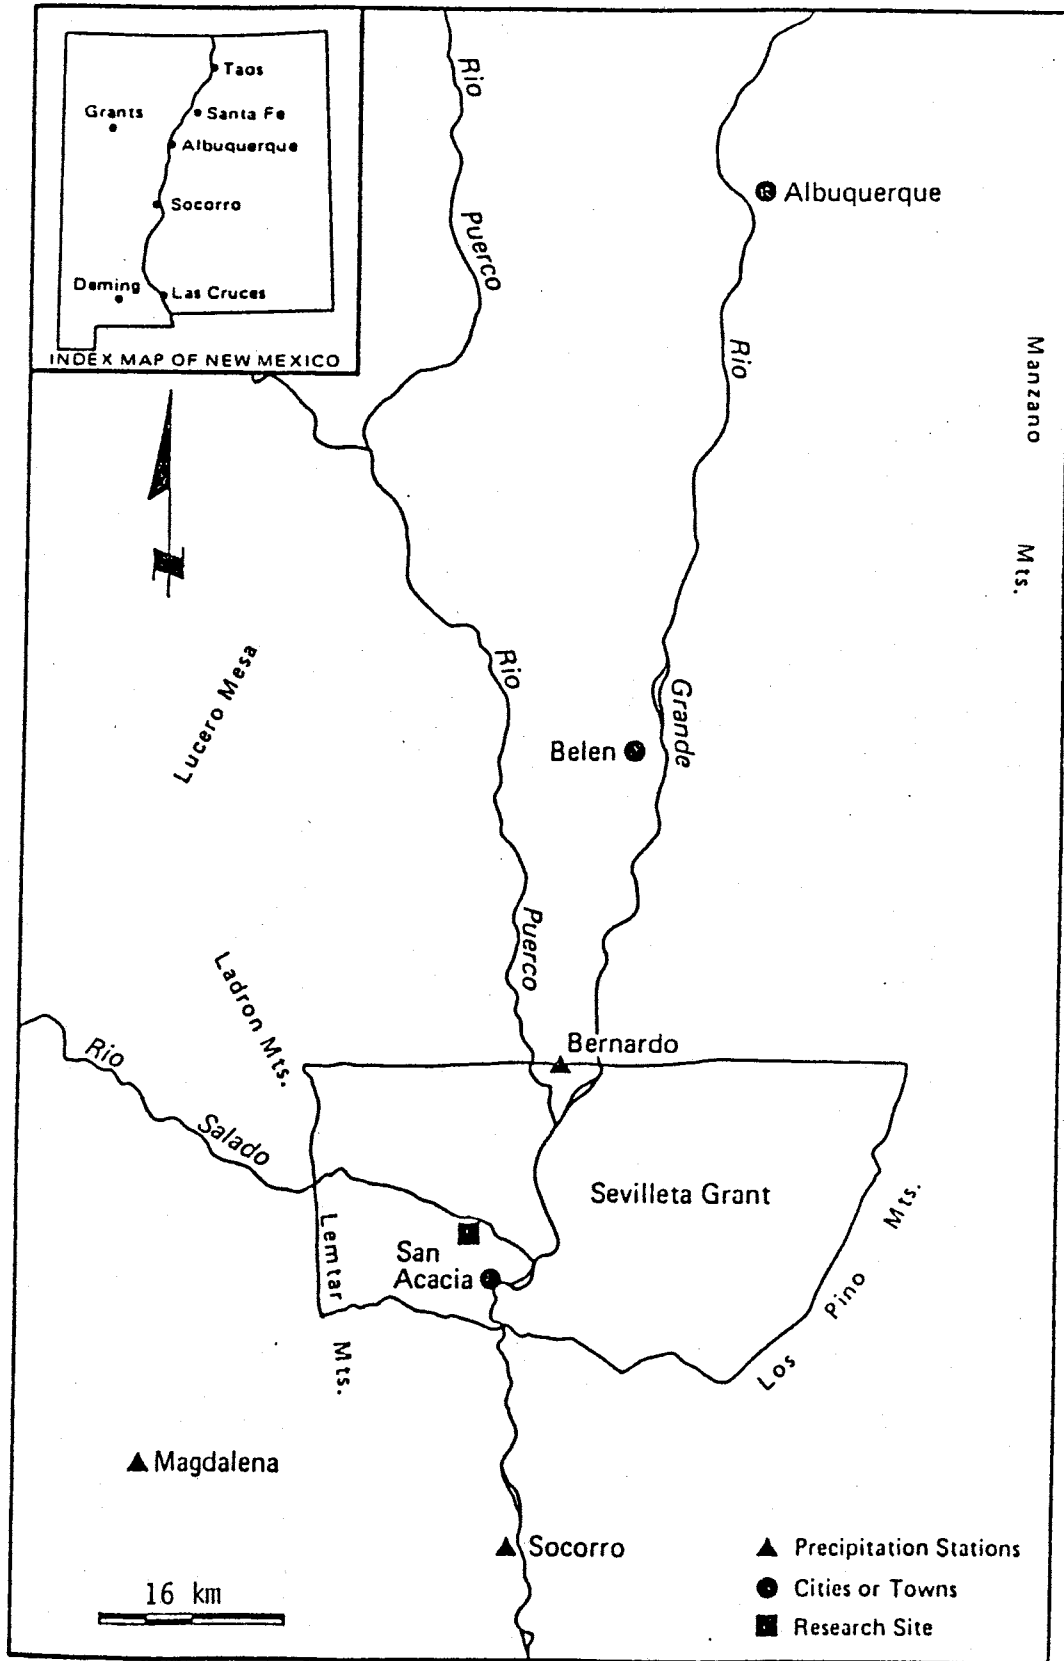 Taos
Grants
Santa Fe
Albuquerque
Socorro
Deming
Las Cruces
INDEX MAP OF NEW MEXICO
Rio
Puerco
Albuquerque
Rio
Manzano
Mts.
Lucero Mesa
Rio
Grande
Belen
Puerco
Ladron Mts.
Bernardo
Rio
Salado
Sevilleta Grant
Lemtar
Mts.
San
Acacia
Los
Pino
Mts.
Magdalena
Socorro
16 km
Precipitation Stations
Cities or Towns
Research Site